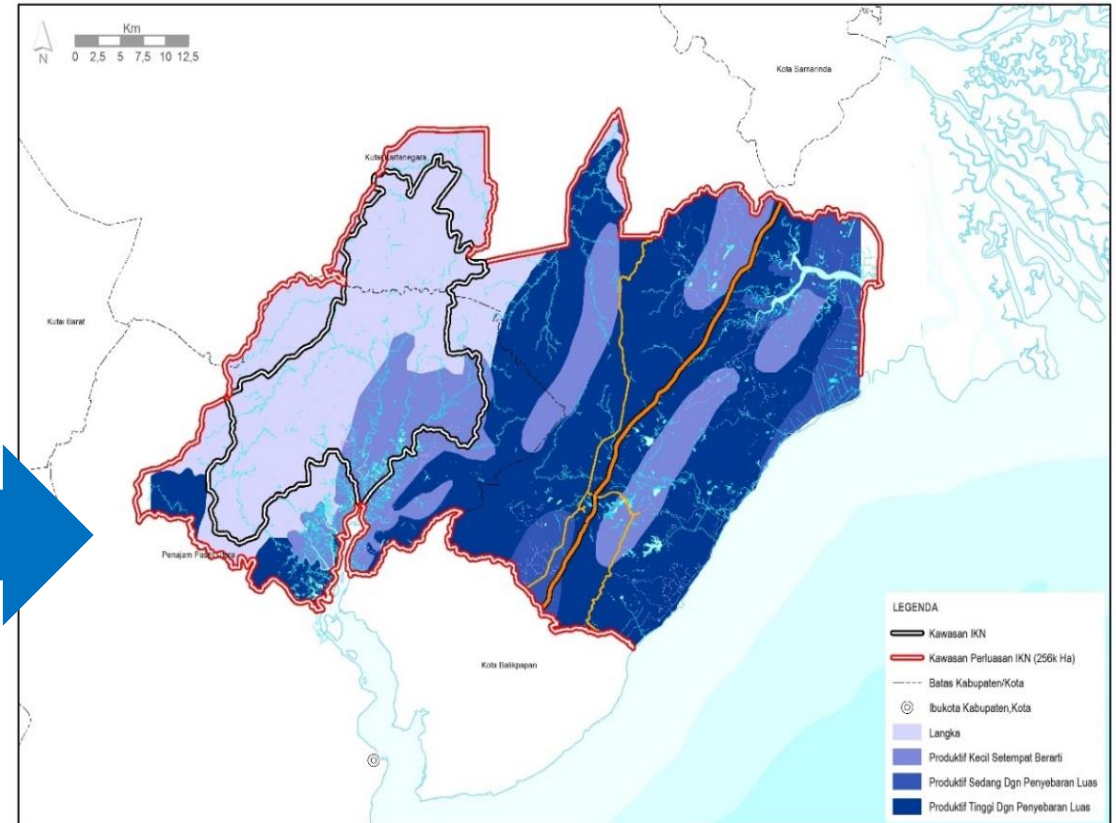 Km
0 2,5 5 7,5 10 12,5
N
Kota Samarinda
Kutai Kartanegara
Kutai Barat
Penajam Paser Utara
Kota Balikpapan
LEGENDA
Kawasan IKN
Kawasan Perluasan IKN (256k Ha)
Batas Kabupaten/Kota
Ibukota Kabupaten,Kota
Langka
Produktif Kecil Setempat Berarti
Produktif Sedang Dgn Penyebaran Luas
Produktif Tinggi Dgn Penyebaran Luas